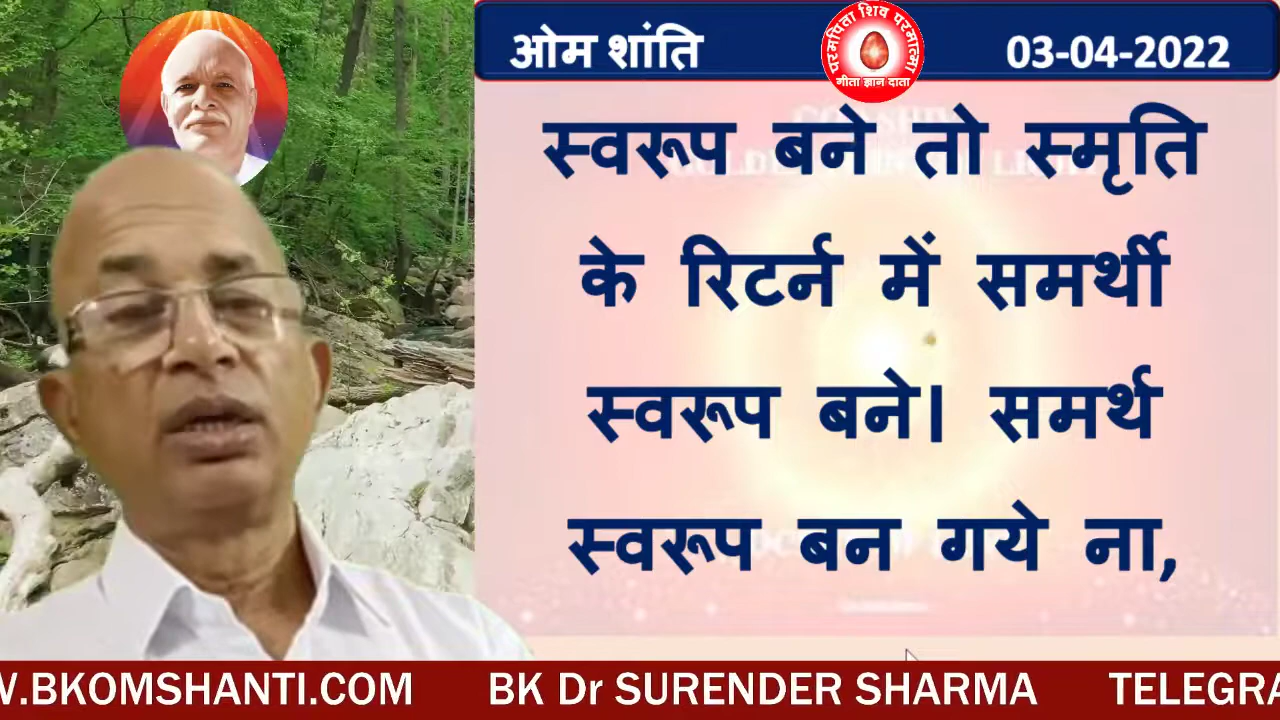 ओम शांति
परमपिता शिव परमात्मा
गीता ज्ञान दाता
03-04-2022
स्वरूप बने तो स्मृति
के रिटर्न में समर्थी
स्वरूप बने। समर्थ
स्वरूप बन गये ना,
W.BKOMSHANTI.COM BK Dr SURENDER SHARMA TELEGRA